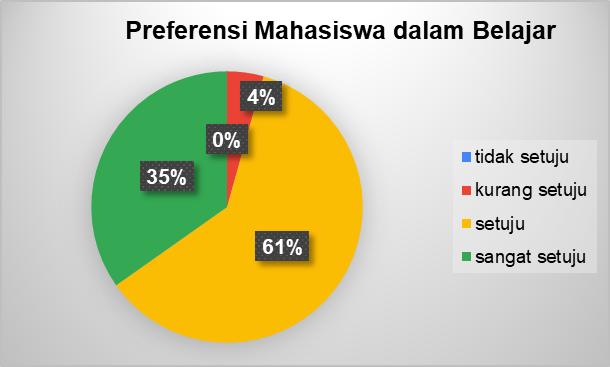 Preferensi Mahasiswa dalam Belajar
4%
0%
35%
61%
tidak setuju
kurang setuju
setuju
sangat setuju